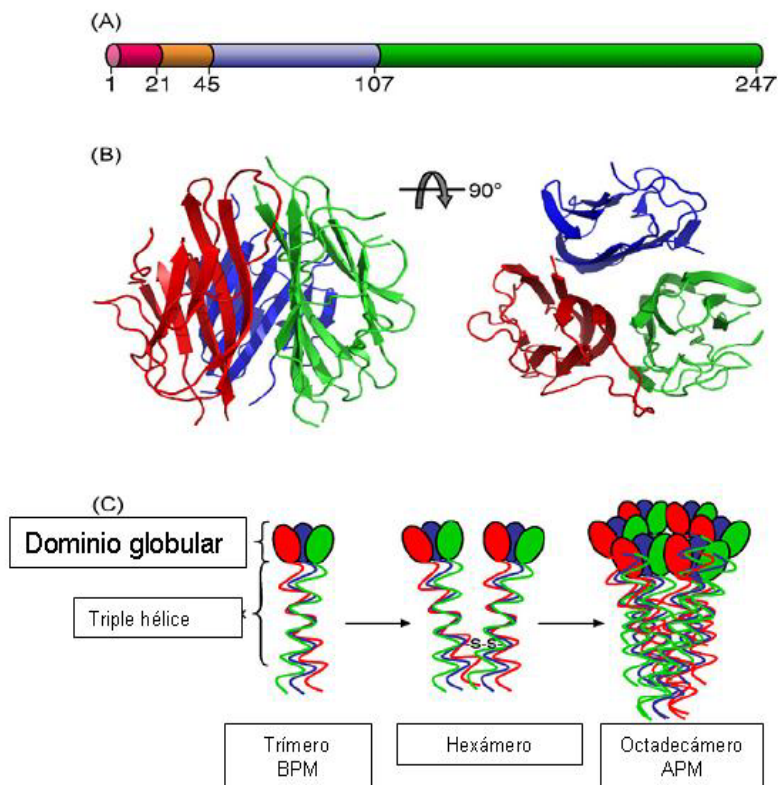 (A)
1 21 45 107 247
(B)
90°
(C)
Dominio globular
Triple hélice
-S-S-
Trímero
BPM
Hexámero
Octadecámero
APM